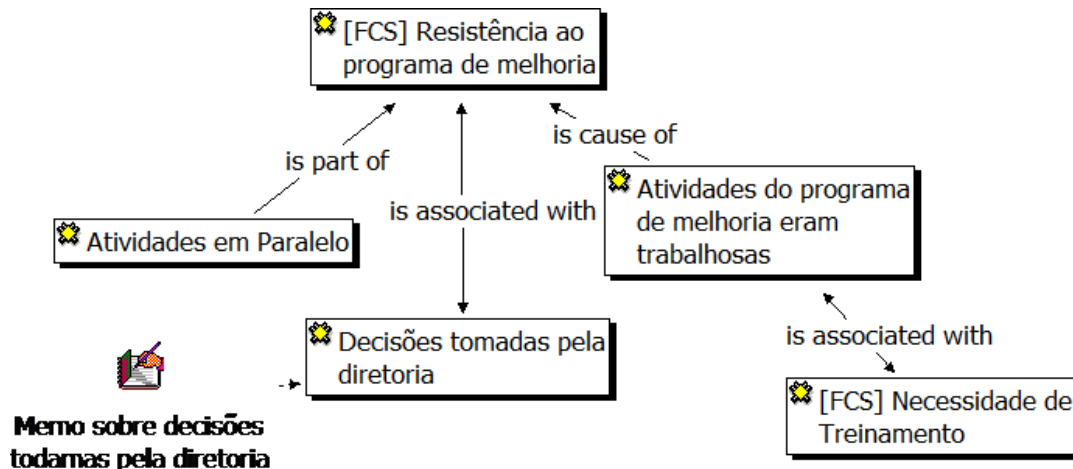 [FCS] Resistência ao
programa de melhoria
is part of
is cause of
is associated with
Atividades em Paralelo
Atividades do programa
de melhoria eram
trabalhosas
Decisões tomadas pela
diretoria
is associated with
Memo sobre decisões
todamas pela diretoria
[FCS] Necessidade de
Treinamento